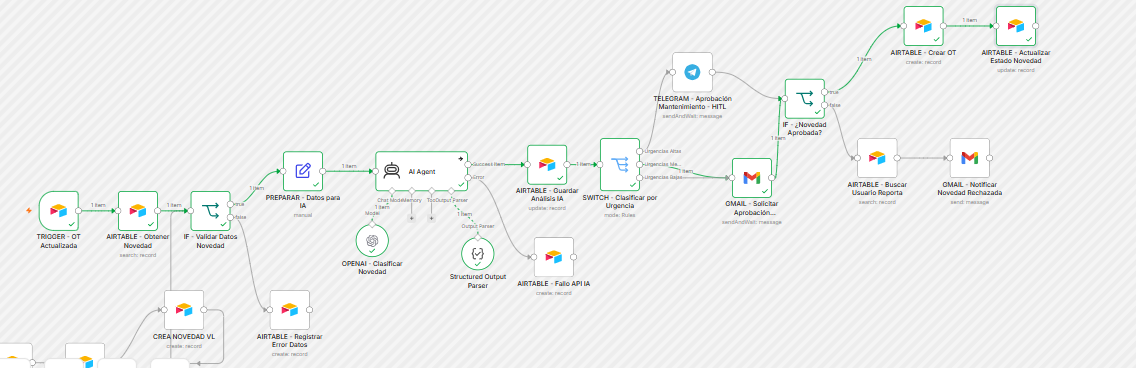 1 item
AIRTABLE - Crear OT
create: record
AIRTABLE - Actualizar
Estado Novedad
update: record
1 item
TELEGRAM - Aprobación
Mantenimiento - HITL
sendAndWait: message
true
false
IF - ¿Novedad
Aprobada?
1 item
1 item
AI Agent
Success
1 item
Error
Chat Model
Memory
Tool
Output Parser
AIRTABLE - Guardar
Análisis IA
update: record
1 item
Urgencias Altas
Urgencias Me...
Urgencias Bajas
1 item
SWITCH - Clasificar por
Urgencia
mode: Rules
GMAIL - Solicitar
Aprobación...
sendAndWait: message
AIRTABLE - Buscar
Usuario Reporta
search: record
GMAIL - Notificar
Novedad Rechazada
send: message
PREPARAR - Datos para
IA
manual
1 item
1 item
1 item
true
false
TRIGGER - OT
Actualizada
AIRTABLE - Obtener
Novedad
search: record
IF - Validar Datos
Novedad
1 item
Model
1 item
Output Parser
OPENAI - Clasificar
Novedad
Structured Output
Parser
AIRTABLE - Fallo API IA
create: record
CREA NOVEDAD VL
create: record
AIRTABLE - Registrar
Error Datos
create: record